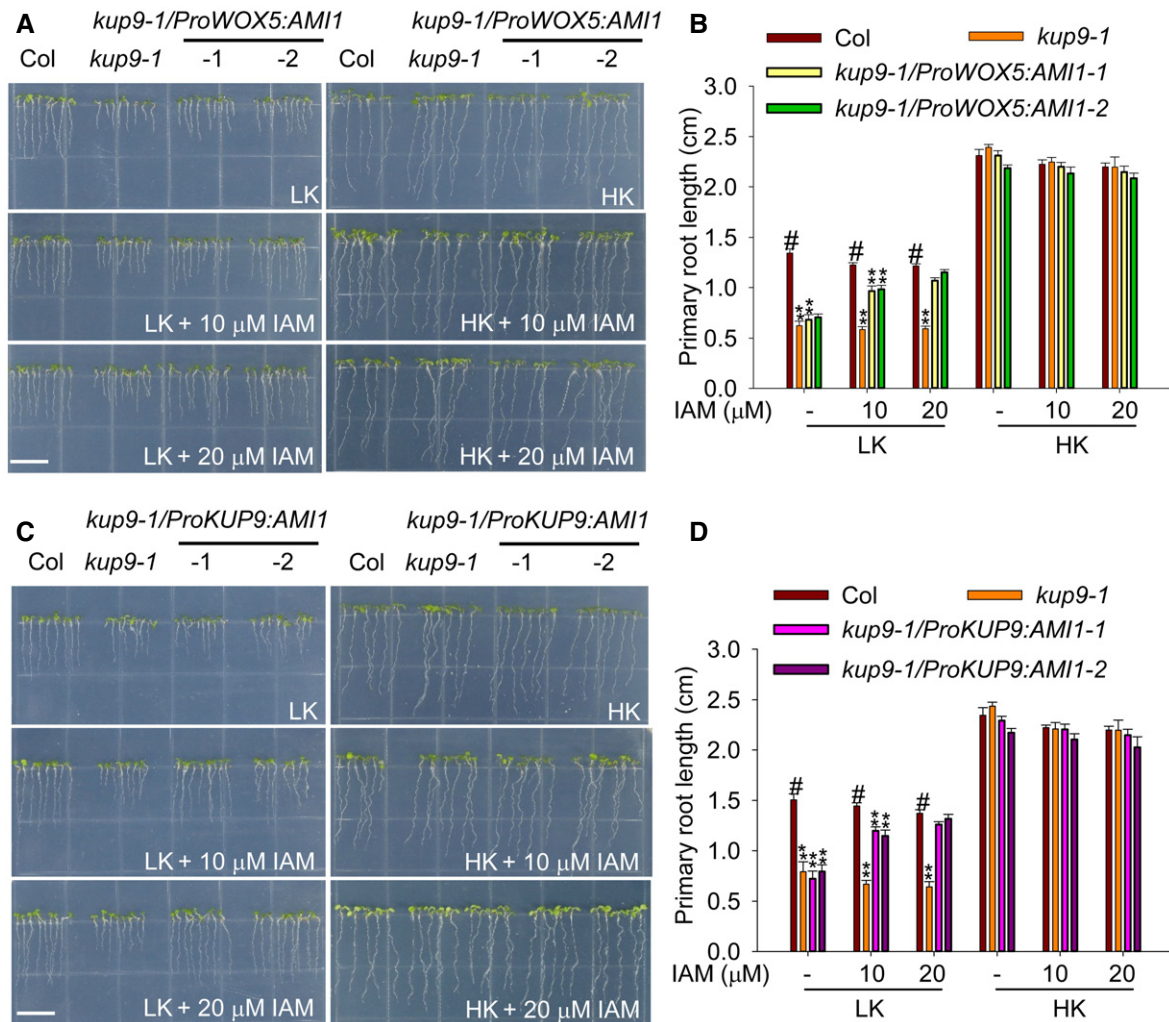 A
kup9-1/ProWOX5:AMI1
kup9-1/ProWOX5:AMI1
Col kup9-1 -1 -2
Col kup9-1 -1 -2
LK
HK
LK + 10 μM IAM
HK + 10 μM IAM
LK + 20 μM IAM
HK + 20 μM IAM
B
Col
kup9-1
kup9-1/ProWOX5:AMI1-1
kup9-1/ProWOX5:AMI1-2
Primary root length (cm)
3.0
2.5
2.0
1.5
1.0
0.5
0.0
# # #
** ** ** ** ** **
IAM (μM) - 10 20 - 10 20
LK HK
C
kup9-1/ProKUP9:AMI1
kup9-1/ProKUP9:AMI1
Col kup9-1 -1 -2
Col kup9-1 -1 -2
LK
HK
LK + 10 μM IAM
HK + 10 μM IAM
LK + 20 μM IAM
HK + 20 μM IAM
D
Col
kup9-1
kup9-1/ProKUP9:AMI1-1
kup9-1/ProKUP9:AMI1-2
Primary root length (cm)
3.0
2.5
2.0
1.5
1.0
0.5
0.0
# # #
** ** ** ** ** ** **
IAM (μM) - 10 20 - 10 20
LK HK